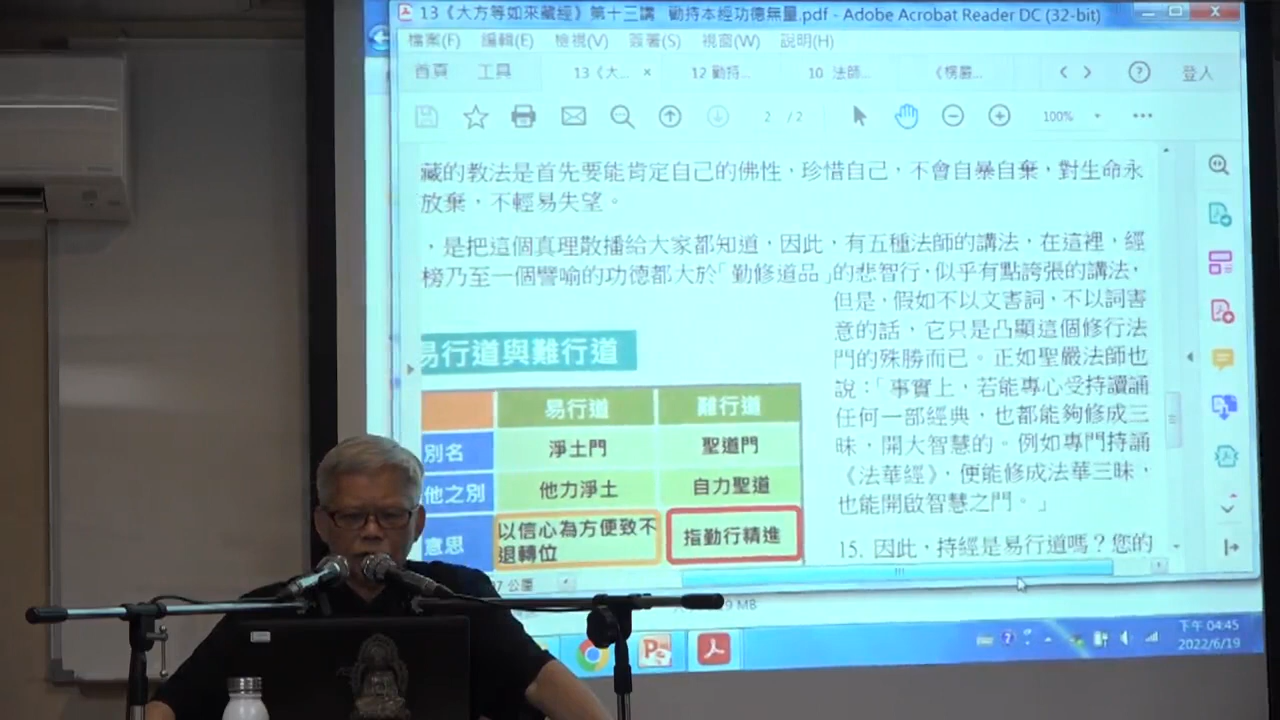 13《大方等如來藏經》第十三講 勸持本經功德無量.pdf - Adobe Acrobat Reader DC (32-bit)
檔案(F) 編輯(E) 檢視(V) 簽署(S) 視窗(W) 說明(H)
首頁 工具 13《大... × 12 勸持... 10 法師... 《楞嚴... ? 登入
2 / 2 100%
藏的教法是首先要能肯定自己的佛性，珍惜自己，不會自暴自棄，對生命永
放棄，不輕易失望。
，是把這個真理散播給大家都知道，因此，有五種法師的講法，在這裡，經
榜乃至一個譬喻的功德都大於「勤修道品」的悲智行，似乎有點誇張的講法，
但是，假如不以文害詞，不以詞害
意的話，它只是凸顯這個修行法
門的殊勝而已。正如聖嚴法師也
說：「事實上，若能專心受持讀誦
任何一部經典，也都能夠修成三
昧，開大智慧的。例如專門持誦
《法華經》，便能修成法華三昧，
也能開啟智慧之門。」
15. 因此，持經是易行道嗎？您的
易行道與難行道
易行道 難行道
別名 淨土門 聖道門
他之別 他力淨土 自力聖道
意思 以信心為方便致不
退轉位 指勤行精進
公厘
MB
下午 04:45
2022/6/19